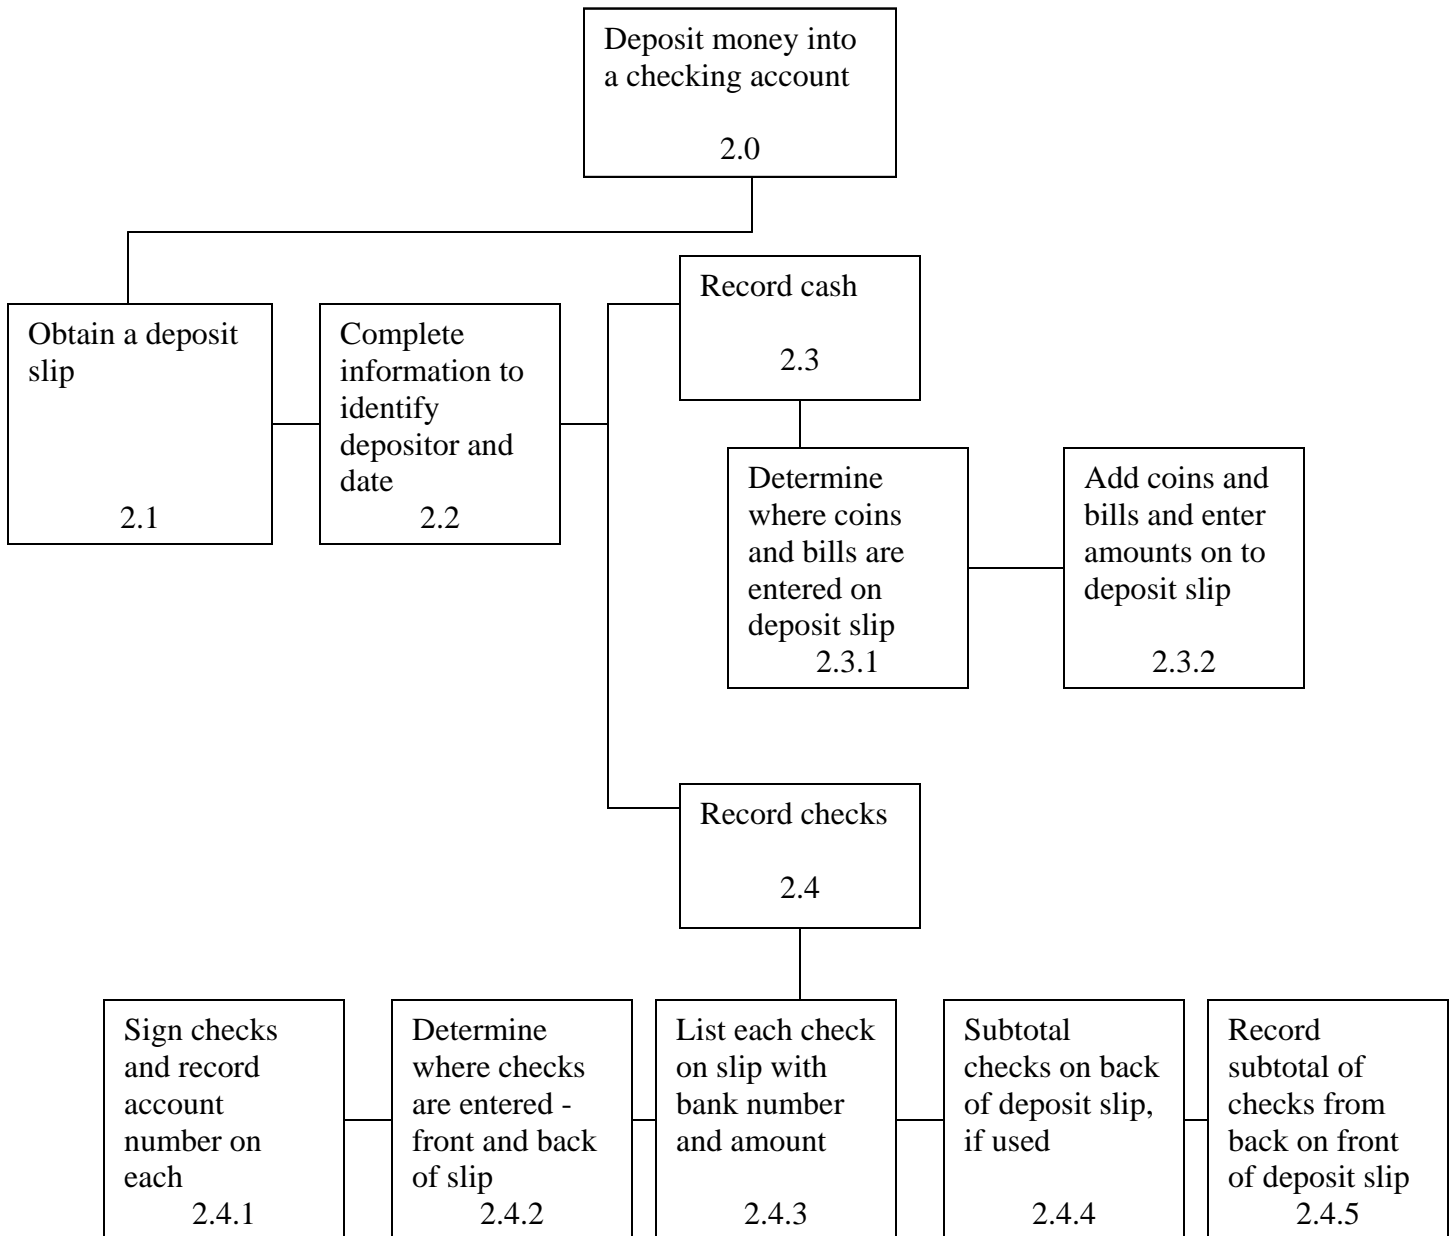 Deposit money into
a checking account
2.0
Obtain a deposit
slip
2.1
Complete
information to
identify
depositor and
date
2.2
Record cash
2.3
Determine
where coins
and bills are
entered on
deposit slip
2.3.1
Add coins and
bills and enter
amounts on to
deposit slip
2.3.2
Record checks
2.4
Sign checks
and record
account
number on
each
2.4.1
Determine
where checks
are entered -
front and back
of slip
2.4.2
List each check
on slip with
bank number
and amount
2.4.3
Subtotal
checks on back
of deposit slip,
if used
2.4.4
Record
subtotal of
checks from
back on front
of deposit slip
2.4.5